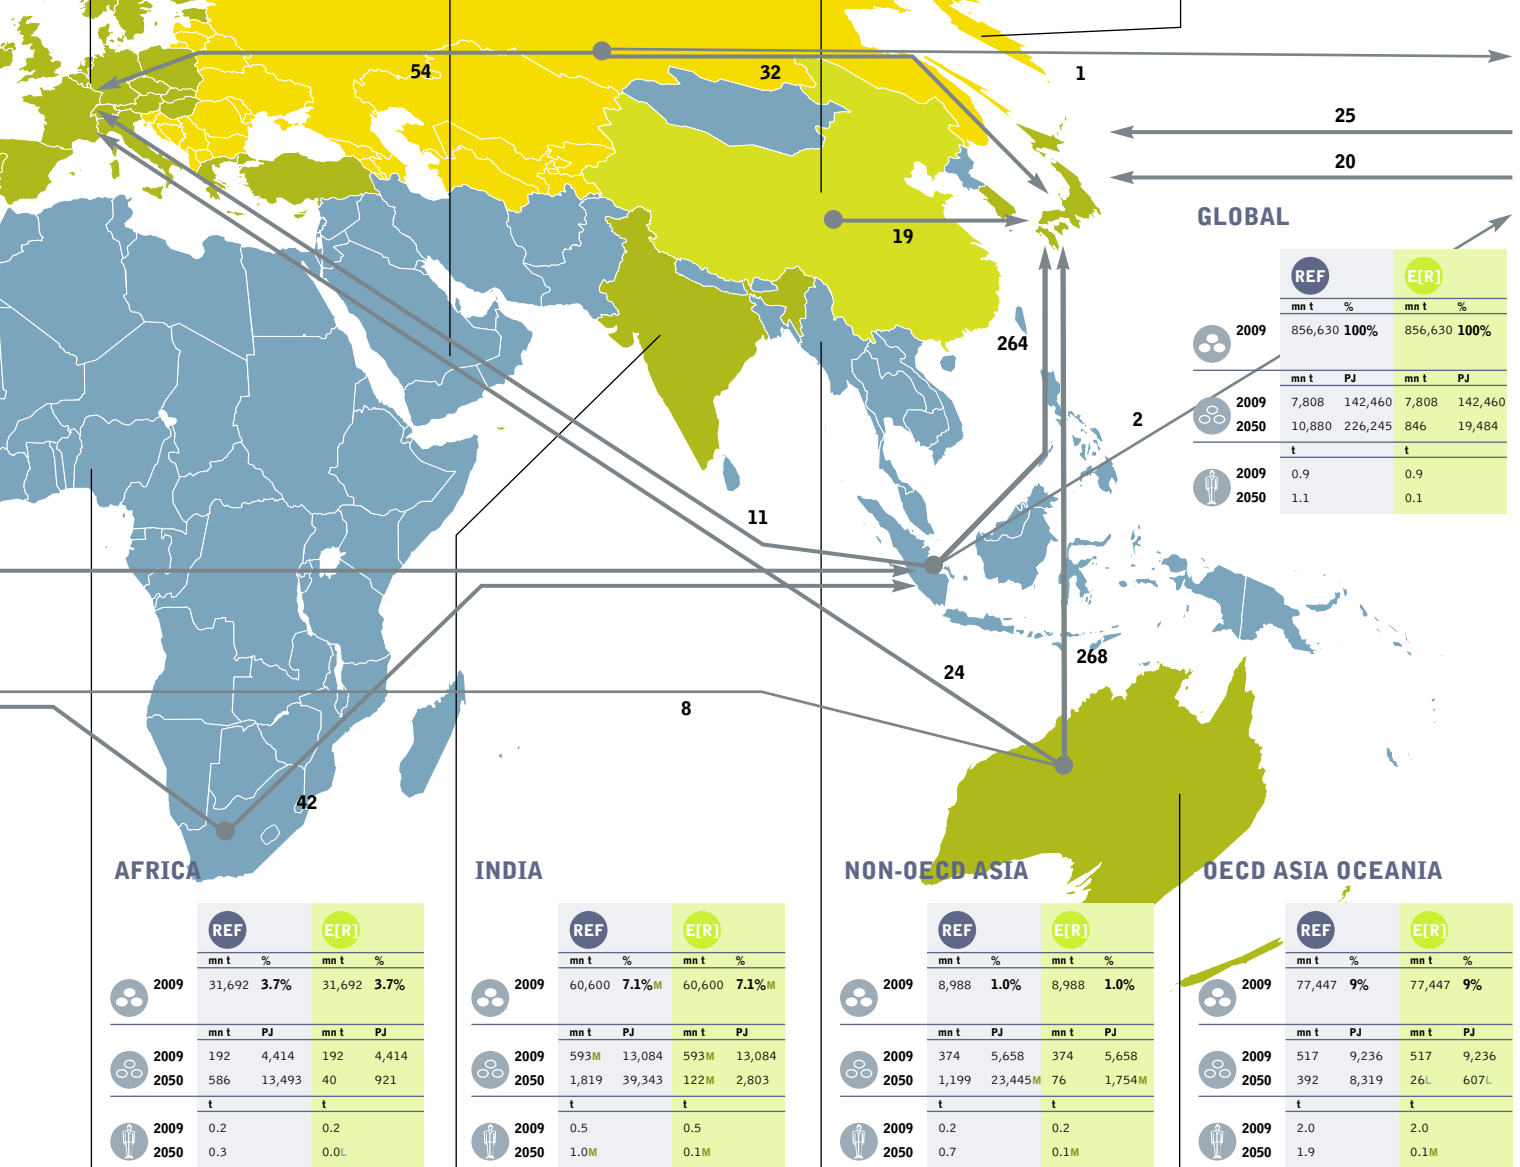 54
32
1
25
20
19
264
2
11
268
24
8
42
GLOBAL
REF E[R]
mn t % mn t %
2009 856,630 100% 856,630 100%
mn t PJ mn t PJ
2009 7,808 142,460 7,808 142,460
2050 10,880 226,245 846 19,484
t t
2009 0.9 0.9
2050 1.1 0.1
AFRICA
REF E[R]
mn t % mn t %
2009 31,692 3.7% 31,692 3.7%
mn t PJ mn t PJ
2009 192 4,414 192 4,414
2050 586 13,493 40 921
t t
2009 0.2 0.2
2050 0.3 0.0L
INDIA
REF E[R]
mn t % mn t %
2009 60,600 7.1%M 60,600 7.1%M
mn t PJ mn t PJ
2009 593M 13,084 593M 13,084
2050 1,819 39,343 122M 2,803
t t
2009 0.5 0.5
2050 1.0M 0.1M
NON-OECD ASIA
REF E[R]
mn t % mn t %
2009 8,988 1.0% 8,988 1.0%
mn t PJ mn t PJ
2009 374 5,658 374 5,658
2050 1,199 23,445M 76 1,754M
t t
2009 0.2 0.2
2050 0.7 0.1M
OECD ASIA OCEANIA
REF E[R]
mn t % mn t %
2009 77,447 9% 77,447 9%
mn t PJ mn t PJ
2009 517 9,236 517 9,236
2050 392 8,319 26L 607L
t t
2009 2.0 2.0
2050 1.9 0.1M